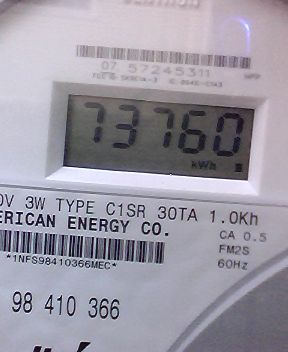 07 57245311
73760
kWh
0V 3W TYPE C1SR 30TA 1.0Kh
ERICAN ENERGY CO.
CA 0.5
FM2S
60Hz
*1NFS98410366MEC*
98 410 366